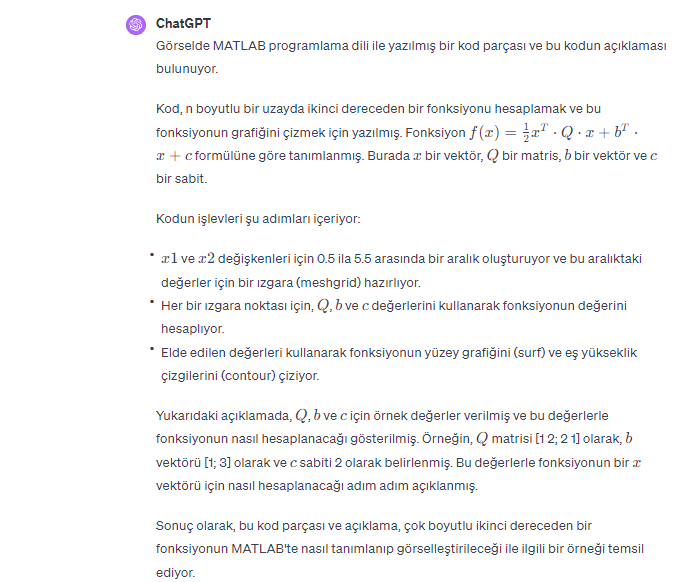 ChatGPT
Görselde MATLAB programlama dili ile yazılmış bir kod parçası ve bu kodun açıklaması
bulunuyor.
Kod, n boyutlu bir uzayda ikinci dereceden bir fonksiyonu hesaplamak ve bu
fonksiyonun grafiğini çizmek için yazılmış. Fonksiyon f(x) = ½xᵀ · Q · x + bᵀ ·
x + c formülüne göre tanımlanmış. Burada x bir vektör, Q bir matris, b bir vektör ve c
bir sabit.
Kodun işlevleri şu adımları içeriyor:
• x1 ve x2 değişkenleri için 0.5 ila 5.5 arasında bir aralık oluşturuyor ve bu aralıktaki
değerler için bir ızgara (meshgrid) hazırlıyor.
• Her bir ızgara noktası için, Q, b ve c değerlerini kullanarak fonksiyonun değerini
hesaplıyor.
• Elde edilen değerleri kullanarak fonksiyonun yüzey grafiğini (surf) ve eş yükseklik
çizgilerini (contour) çiziyor.
Yukarıdaki açıklamada, Q, b ve c için örnek değerler verilmiş ve bu değerlerle
fonksiyonun nasıl hesaplanacağı gösterilmiş. Örneğin, Q matrisi [1 2; 2 1] olarak, b
vektörü [1; 3] olarak ve c sabiti 2 olarak belirlenmiş. Bu değerlerle fonksiyonun bir x
vektörü için nasıl hesaplanacağı adım adım açıklanmış.
Sonuç olarak, bu kod parçası ve açıklama, çok boyutlu ikinci dereceden bir
fonksiyonun MATLAB'te nasıl tanımlanıp görselleştirileceği ile ilgili bir örneği temsil
ediyor.